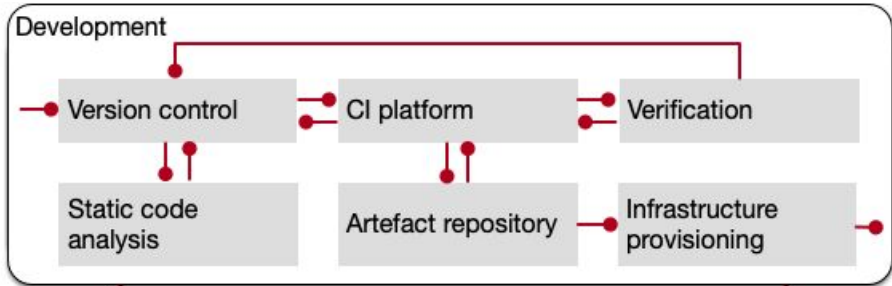 Development
Version control
CI platform
Verification
Static code
analysis
Artefact repository
Infrastructure
provisioning